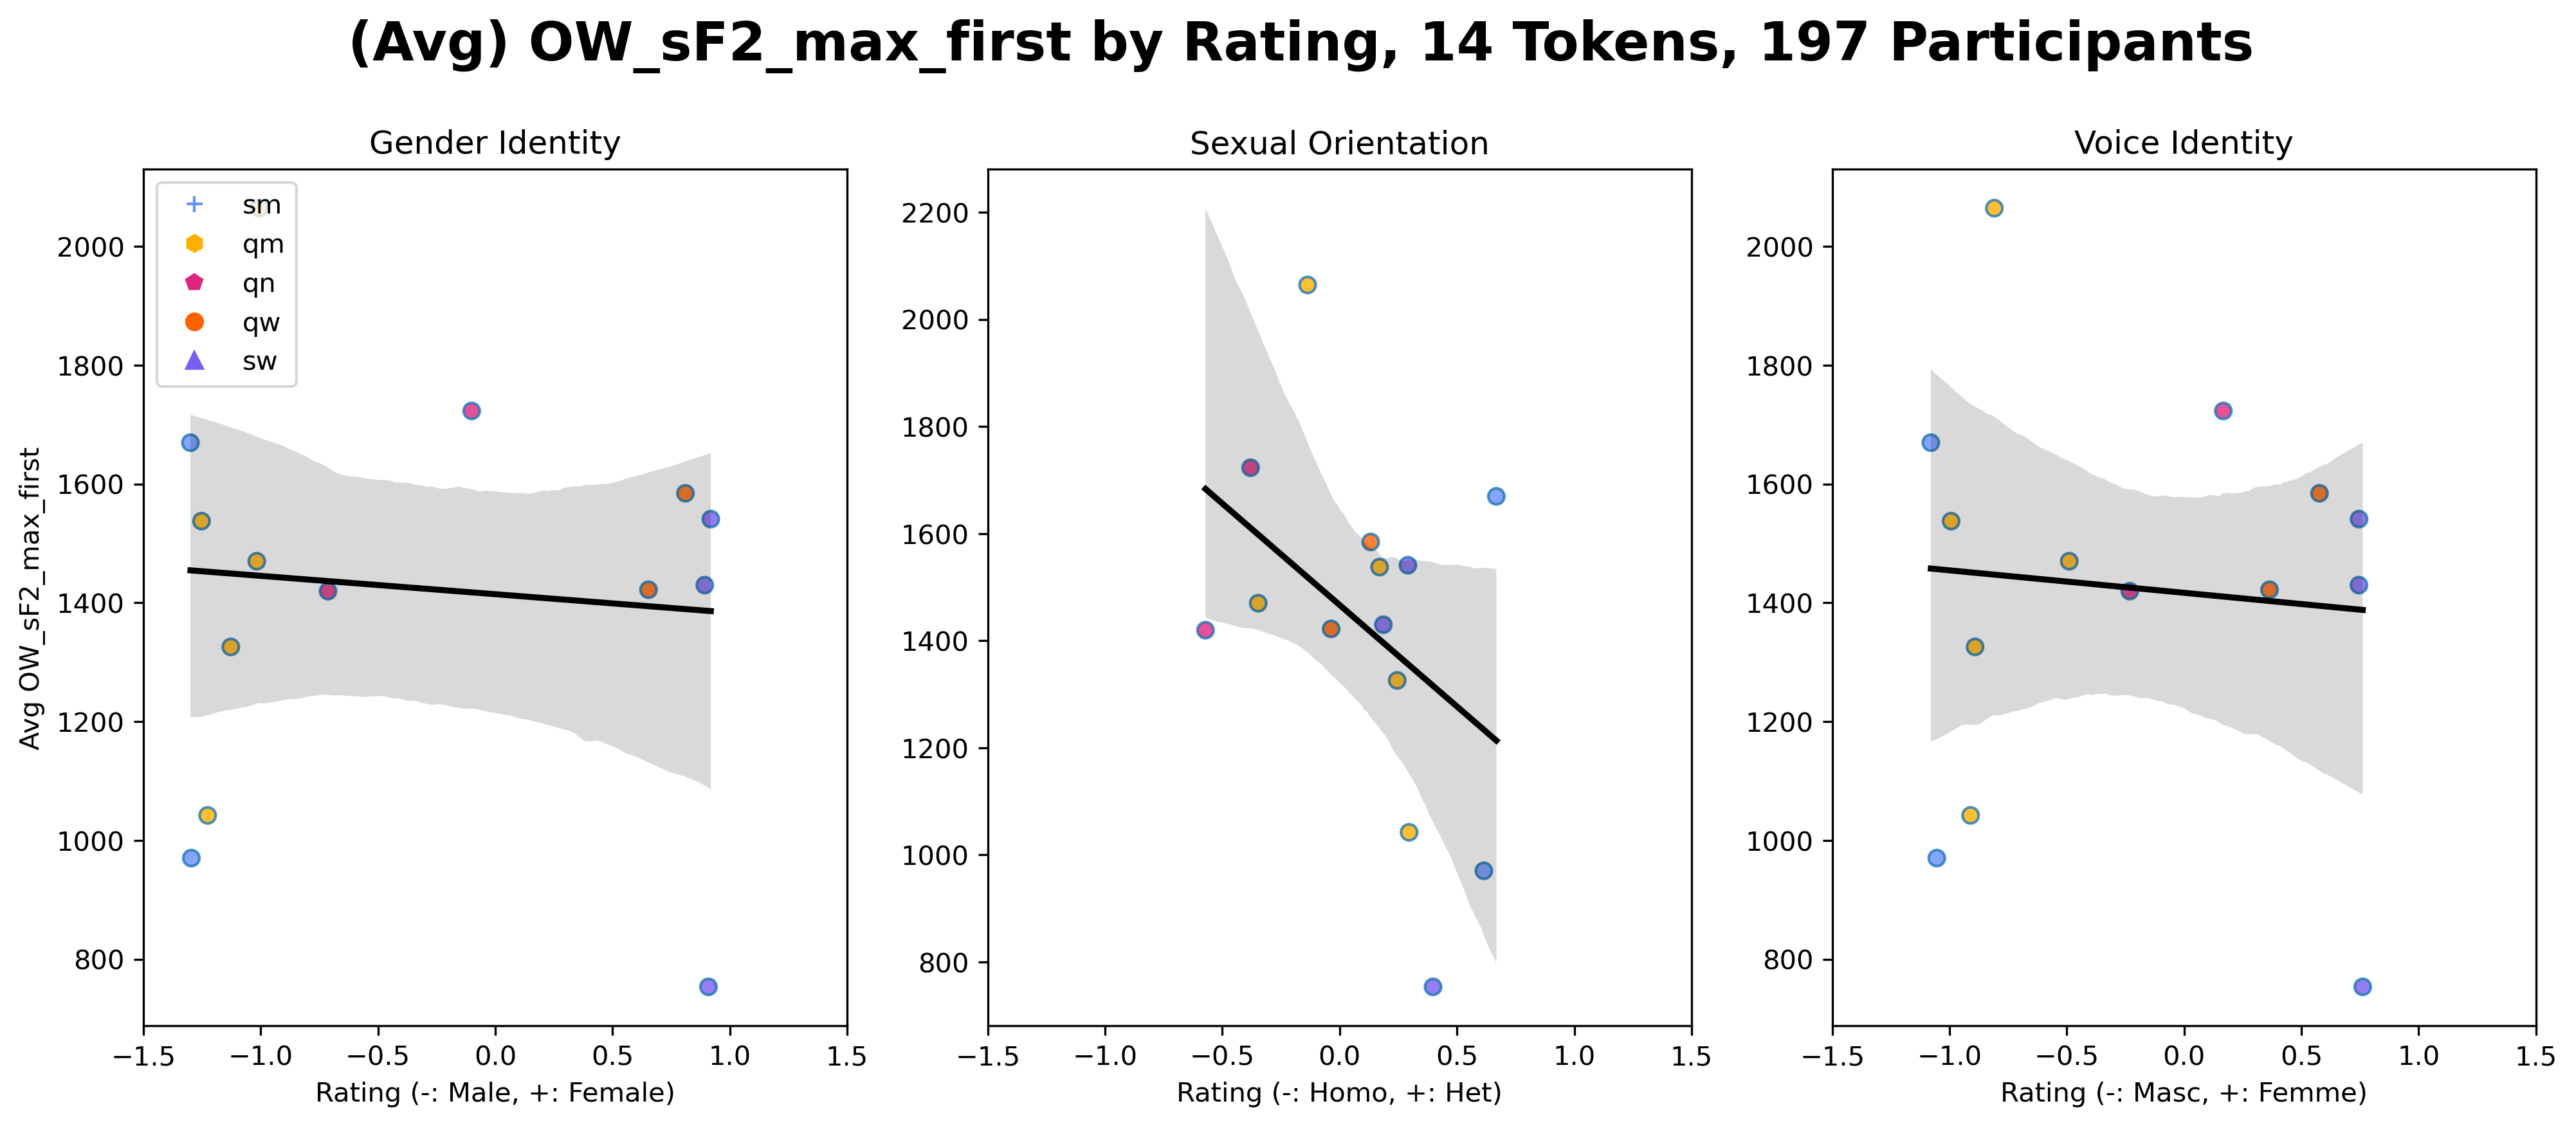 (Avg) OW_sF2_max_first by Rating, 14 Tokens, 197 Participants
Gender Identity
sm
qm
qn
qw
sw
2000
1800
1600
1400
1200
1000
800
Avg OW_sF2_max_first
−1.5 −1.0 −0.5 0.0 0.5 1.0 1.5
Rating (-: Male, +: Female)
Sexual Orientation
2200
2000
1800
1600
1400
1200
1000
800
−1.5 −1.0 −0.5 0.0 0.5 1.0 1.5
Rating (-: Homo, +: Het)
Voice Identity
2000
1800
1600
1400
1200
1000
800
−1.5 −1.0 −0.5 0.0 0.5 1.0 1.5
Rating (-: Masc, +: Femme)